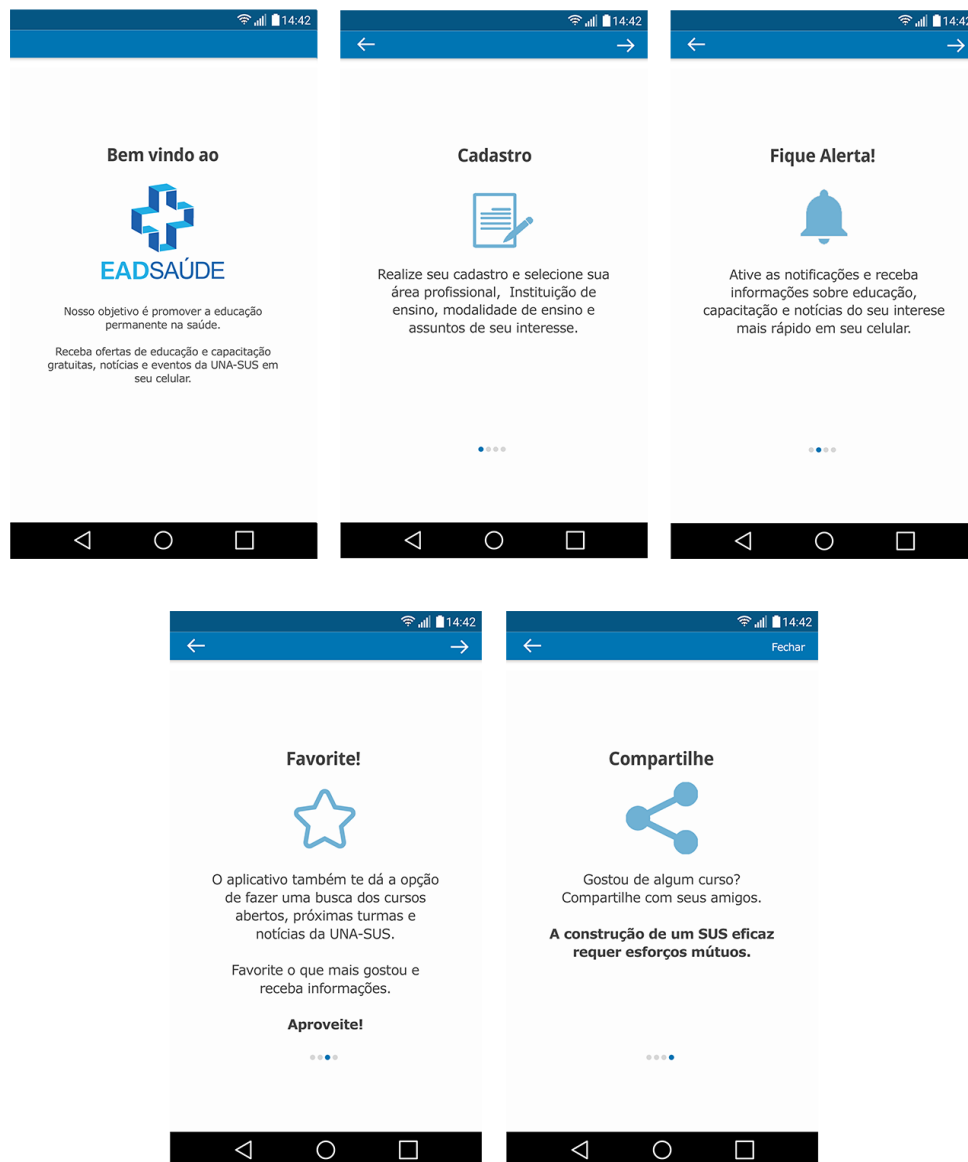 14:42
Bem vindo ao
EADSAÚDE
Nosso objetivo é promover a educação
permanente na saúde.
Receba ofertas de educação e capacitação
gratuitas, notícias e eventos da UNA-SUS em
seu celular.
14:42
Cadastro
Realize seu cadastro e selecione sua
área profissional, Instituição de
ensino, modalidade de ensino e
assuntos de seu interesse.
14:42
Fique Alerta!
Ative as notificações e receba
informações sobre educação,
capacitação e notícias do seu interese
mais rápido em seu celular.
14:42
Favorite!
O aplicativo também te dá a opção
de fazer uma busca dos cursos
abertos, próximas turmas e
notícias da UNA-SUS.
Favorite o que mais gostou e
receba informações.
Aproveite!
14:42
Fechar
Compartilhe
Gostou de algum curso?
Compartilhe com seus amigos.
A construção de um SUS eficaz
requer esforços mútuos.